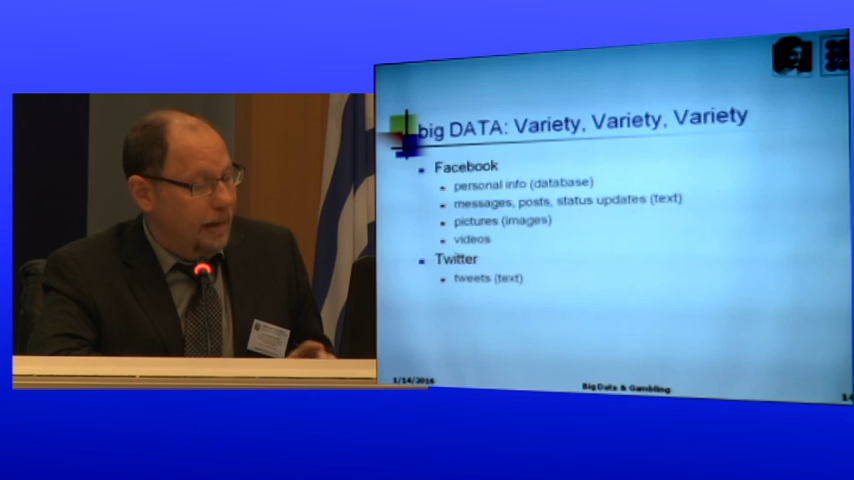 big DATA: Variety, Variety, Variety
Facebook
personal info (database)
messages, posts, status updates (text)
pictures (images)
videos
Twitter
tweets (text)
1/14/2016
Big Data & Gambling